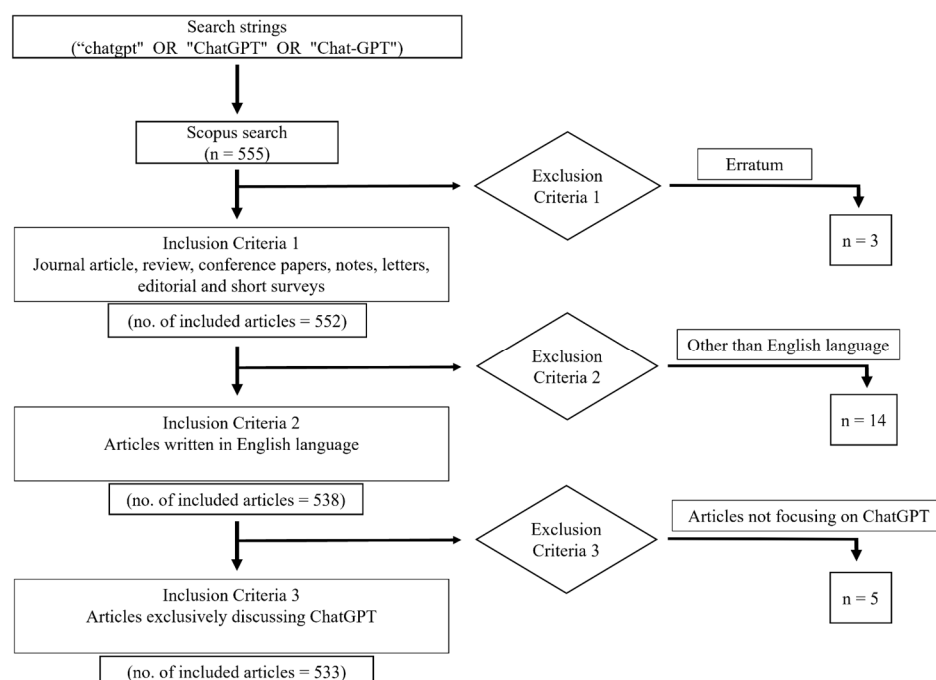 Search strings
(“chatgpt" OR "ChatGPT" OR "Chat-GPT")
Scopus search
(n = 555)
Exclusion
Criteria 1
Erratum
n = 3
Inclusion Criteria 1
Journal article, review, conference papers, notes, letters,
editorial and short surveys
(no. of included articles = 552)
Exclusion
Criteria 2
Other than English language
n = 14
Inclusion Criteria 2
Articles written in English language
(no. of included articles = 538)
Exclusion
Criteria 3
Articles not focusing on ChatGPT
n = 5
Inclusion Criteria 3
Articles exclusively discussing ChatGPT
(no. of included articles = 533)